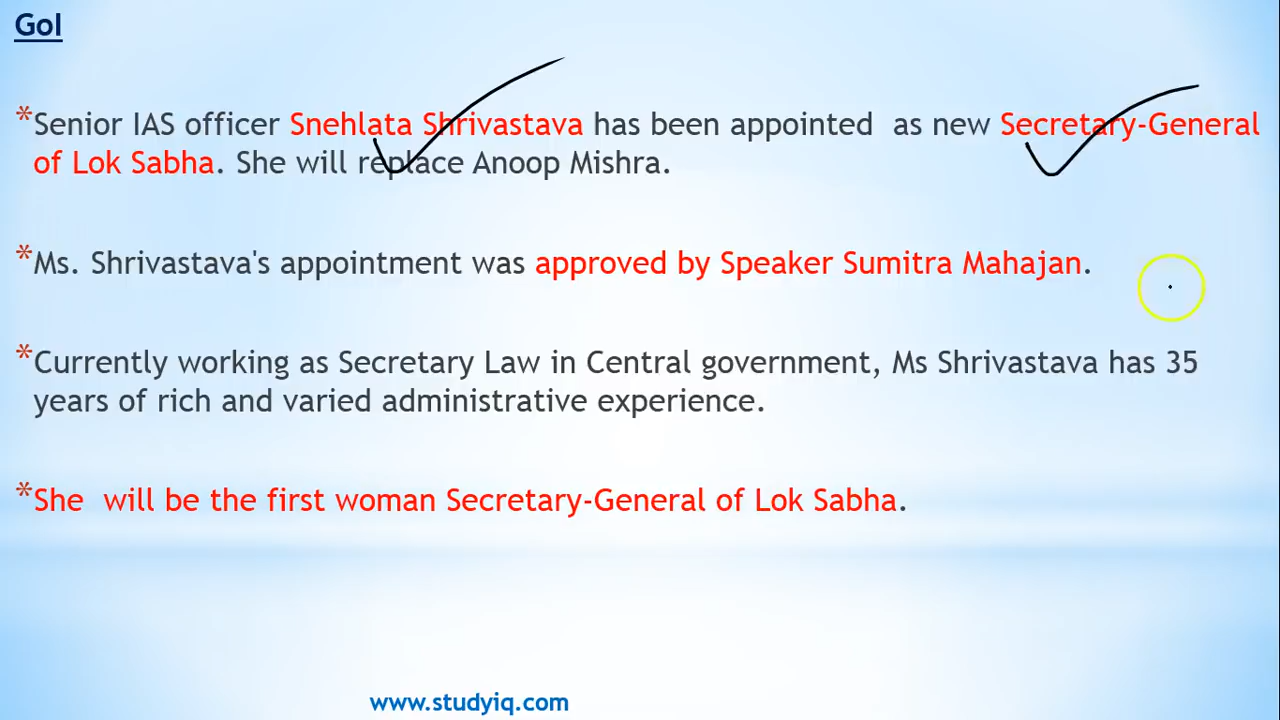 GoI
*Senior IAS officer Snehlata Shrivastava has been appointed as new Secretary-General
of Lok Sabha. She will replace Anoop Mishra.
*Ms. Shrivastava's appointment was approved by Speaker Sumitra Mahajan.
*Currently working as Secretary Law in Central government, Ms Shrivastava has 35
years of rich and varied administrative experience.
*She will be the first woman Secretary-General of Lok Sabha.
www.studyiq.com